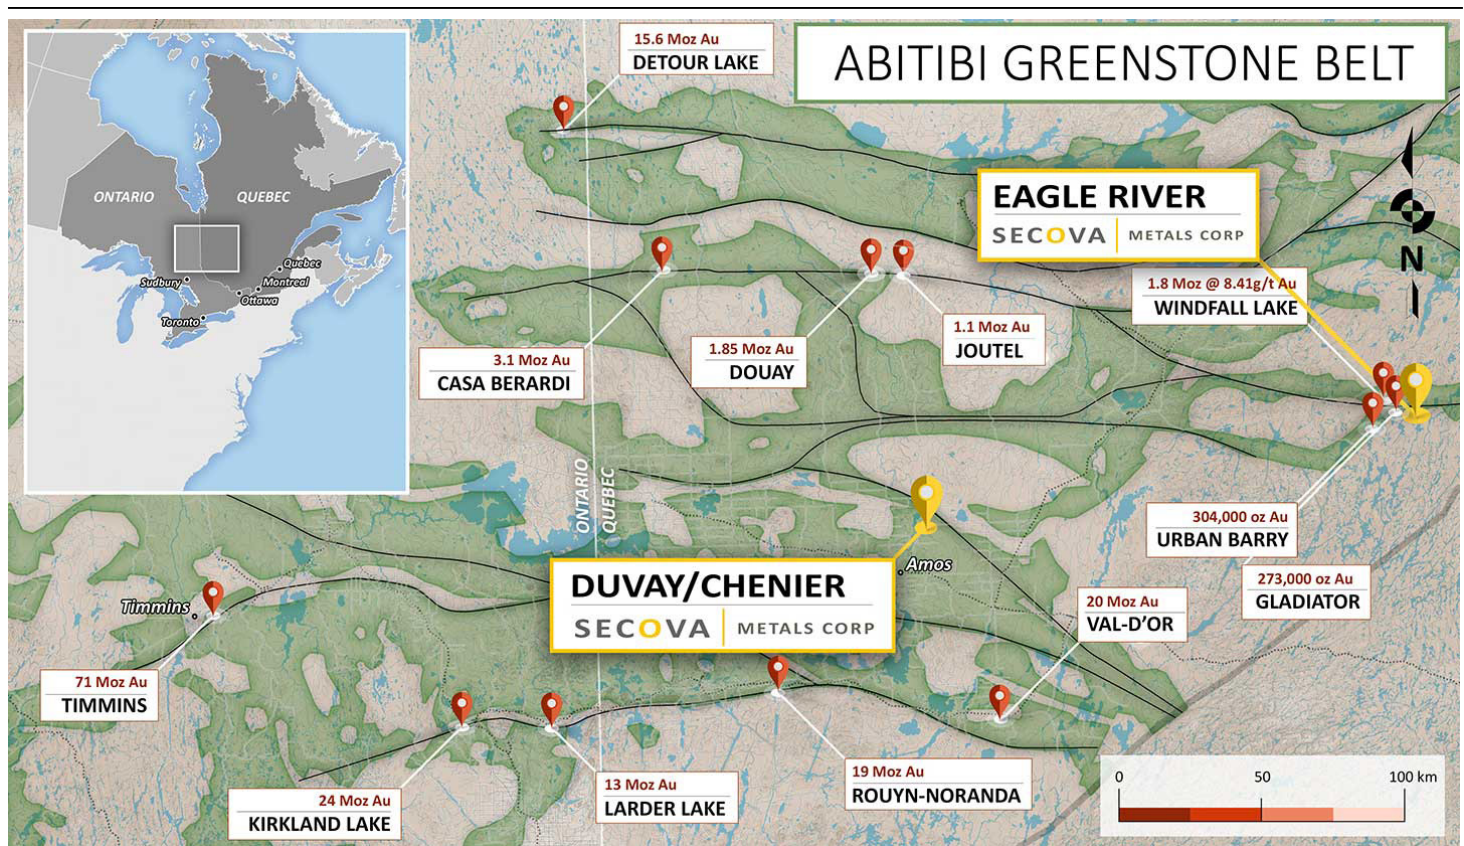 ABITIBI GREENSTONE BELT
ONTARIO
QUEBEC
Sudbury
Quebec
Montreal
Ottawa
Toronto
15.6 Moz Au
DETOUR LAKE
EAGLE RIVER
SECOVA
METALS CORP
N
1.8 Moz @ 8.41g/t Au
WINDFALL LAKE
3.1 Moz Au
CASA BERARDI
1.85 Moz Au
DOUAY
1.1 Moz Au
JOUTEL
ONTARIO
QUEBEC
304,000 oz Au
URBAN BARRY
273,000 oz Au
GLADIATOR
Amos
DUVAY/CHENIER
SECOVA
METALS CORP
Timmins
71 Moz Au
TIMMINS
20 Moz Au
VAL-D'OR
24 Moz Au
KIRKLAND LAKE
13 Moz Au
LARDER LAKE
19 Moz Au
ROUYN-NORANDA
0
50
100 km